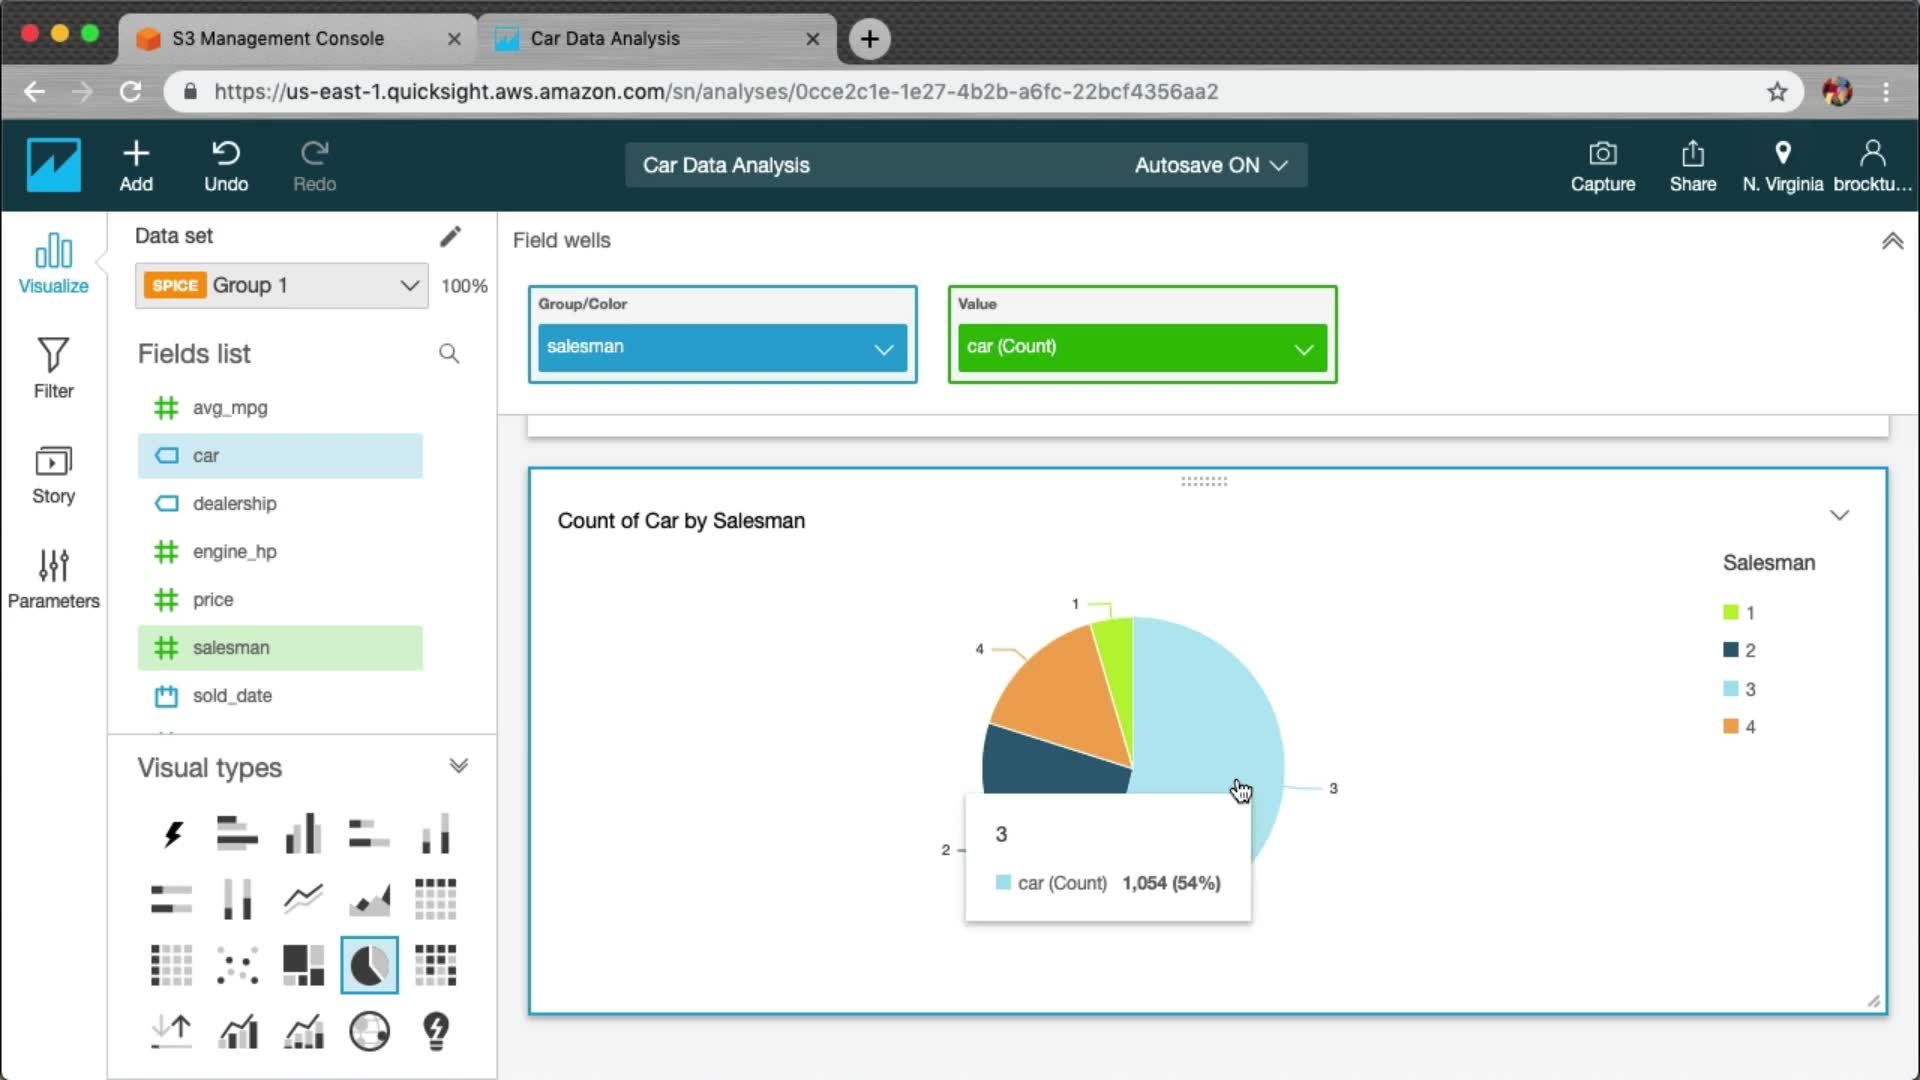 S3 Management Console
Car Data Analysis
https://us-east-1.quicksight.aws.amazon.com/sn/analyses/0cce2c1e-1e27-4b2b-a6fc-22bcf4356aa2
Add
Undo
Redo
Car Data Analysis
Autosave ON
Capture
Share
N. Virginia
brocktu...
Visualize
Filter
Story
Parameters
Data set
SPICE Group 1
100%
Fields list
avg_mpg
car
dealership
engine_hp
price
salesman
sold_date
Visual types
Field wells
Group/Color
salesman
Value
car (Count)
Count of Car by Salesman
1
4
3
2
3
car (Count) 1,054 (54%)
Salesman
1
2
3
4